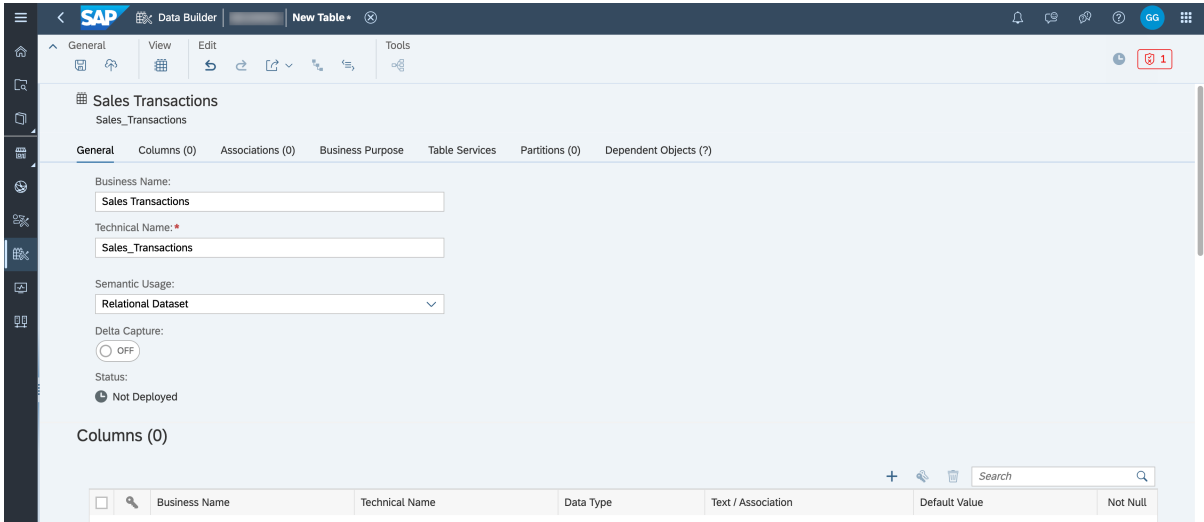 SAP Data Builder New Table* GG
General View Edit Tools
1
Sales Transactions
Sales_Transactions
General Columns (0) Associations (0) Business Purpose Table Services Partitions (0) Dependent Objects (?)
Business Name:
Sales Transactions
Technical Name:*
Sales_Transactions
Semantic Usage:
Relational Dataset
Delta Capture:
OFF
Status:
Not Deployed
Columns (0)
Search
Business Name Technical Name Data Type Text / Association Default Value Not Null